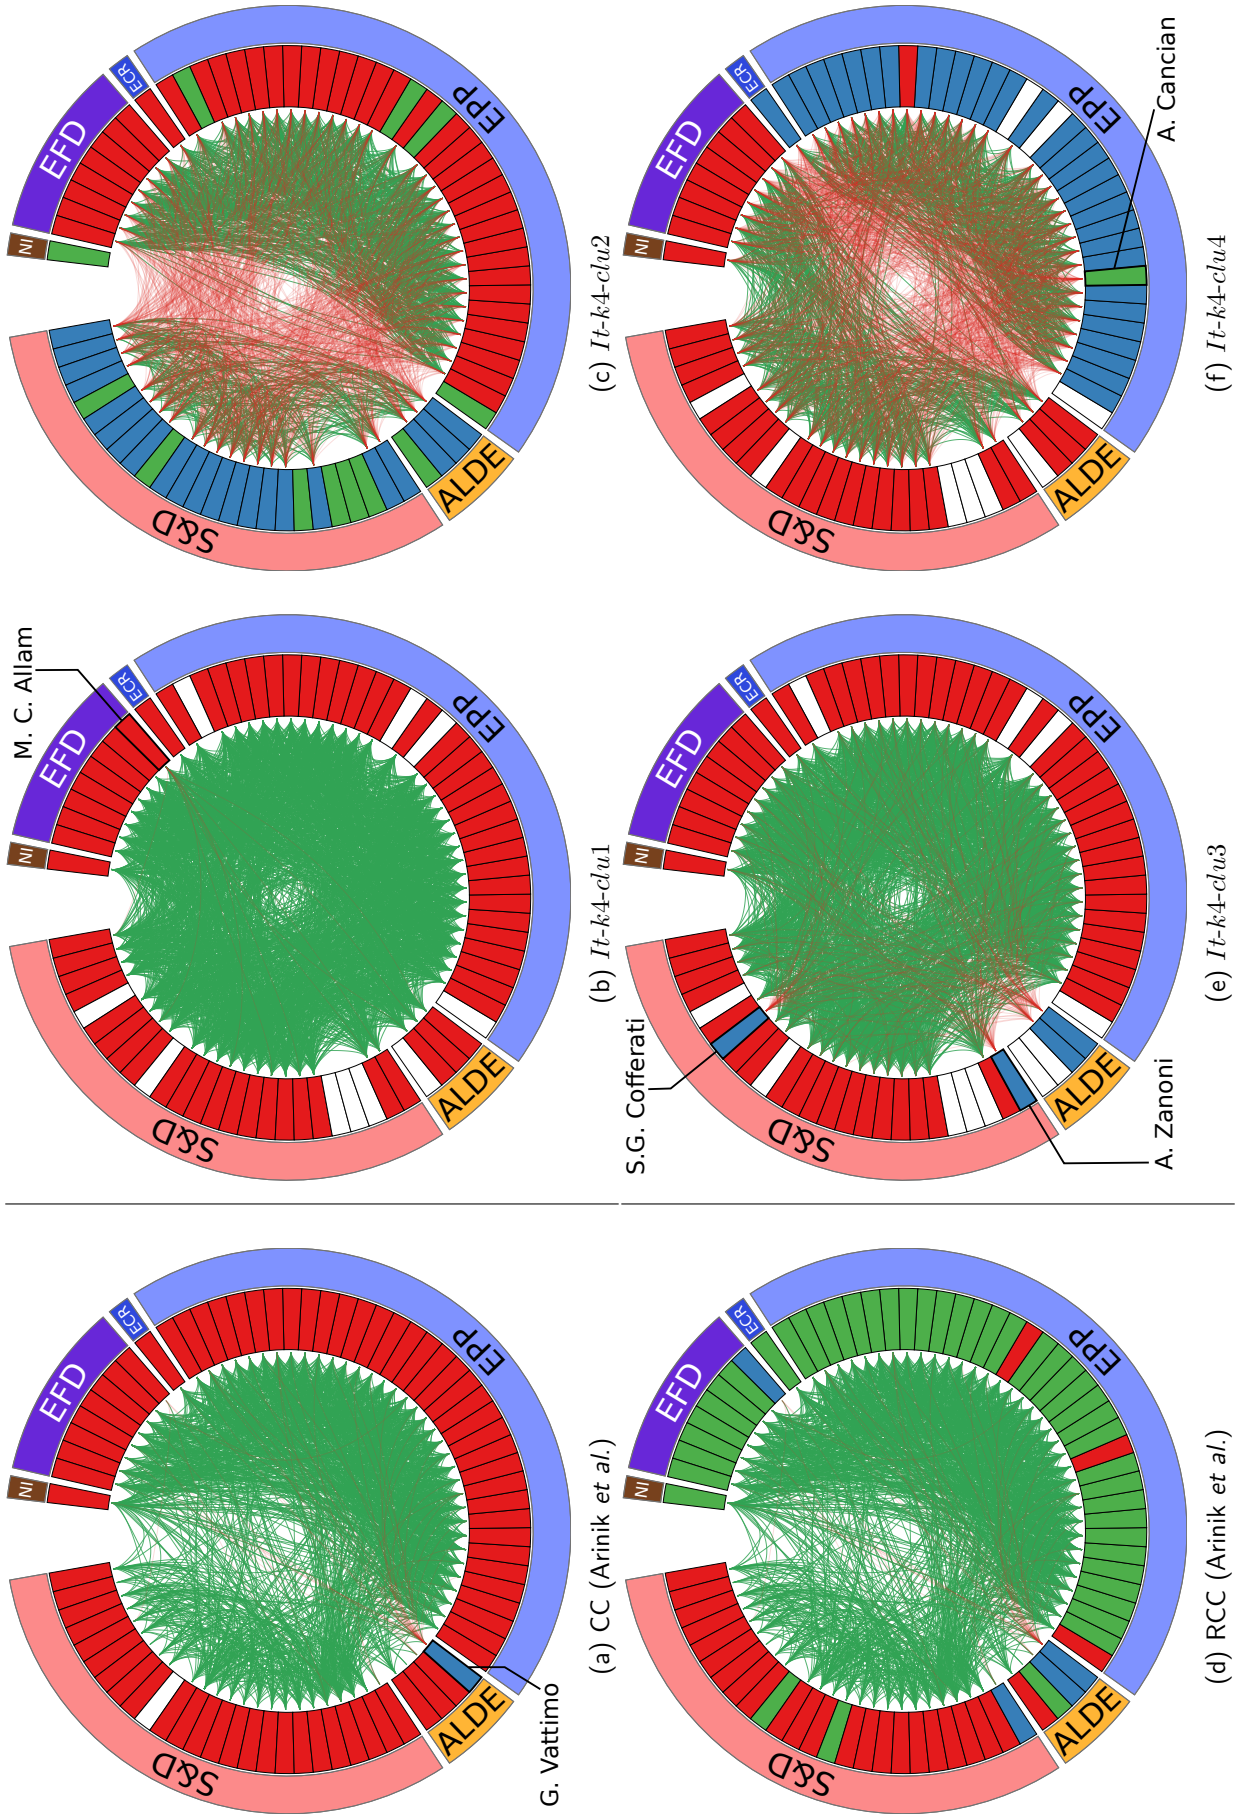 NI
EFD
ECR
EPP
ALDE
S&D
G. Vattimo
(a) CC (Arinik et al.)
M. C. Allam
NI
EFD
ECR
EPP
ALDE
S&D
(b) It-k4-clu1
NI
EFD
ECR
EPP
ALDE
S&D
(c) It-k4-clu2
NI
EFD
ECR
EPP
ALDE
S&D
(d) RCC (Arinik et al.)
S.G. Cofferati
NI
EFD
ECR
EPP
ALDE
S&D
A. Zanoni
(e) It-k4-clu3
NI
EFD
ECR
EPP
ALDE
S&D
A. Cancian
(f) It-k4-clu4